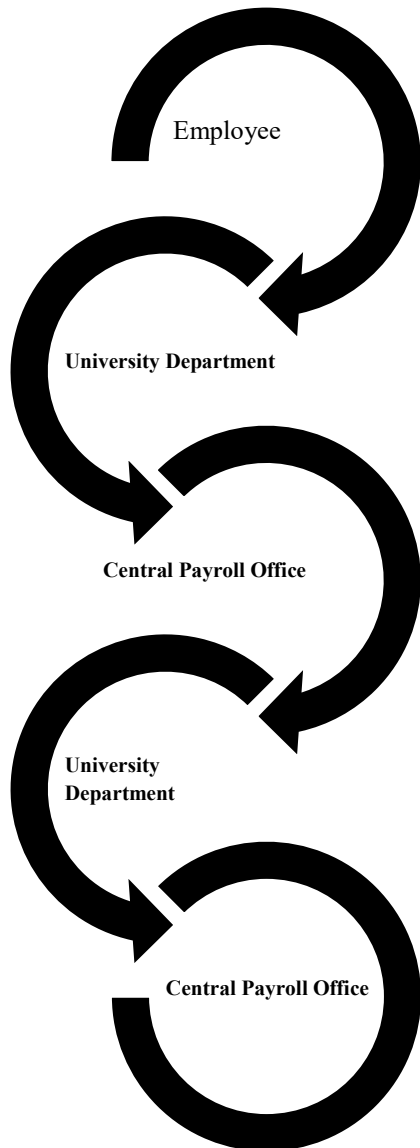 Employee
University Department
Central Payroll Office
University
Department
Central Payroll Office